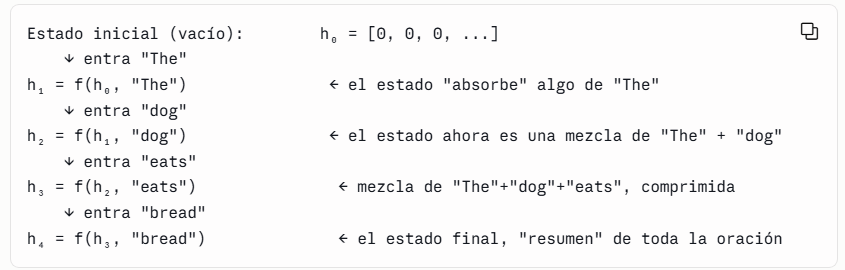 Estado inicial (vacío):        h₀ = [0, 0, 0, ...]
    ↓ entra "The"
h₁ = f(h₀, "The")               ← el estado "absorbe" algo de "The"
    ↓ entra "dog"
h₂ = f(h₁, "dog")               ← el estado ahora es una mezcla de "The" + "dog"
    ↓ entra "eats"
h₃ = f(h₂, "eats")               ← mezcla de "The"+"dog"+"eats", comprimida
    ↓ entra "bread"
h₄ = f(h₃, "bread")              ← el estado final, "resumen" de toda la oración